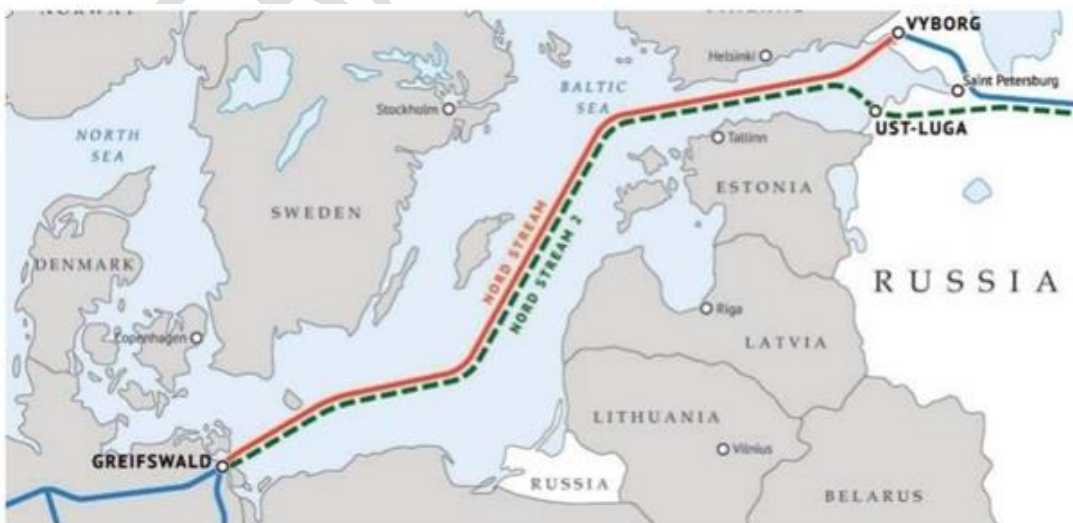 VYBORG
Helsinki
Saint Petersburg
BALTIC
SEA
Stockholm
UST-LUGA
NORTH
SEA
Tallinn
ESTONIA
SWEDEN
NORD STREAM
NORD STREAM 2
DENMARK
RUSSIA
Riga
Copenhagen
LATVIA
LITHUANIA
Vilnius
GREIFSWALD
RUSSIA
BELARUS